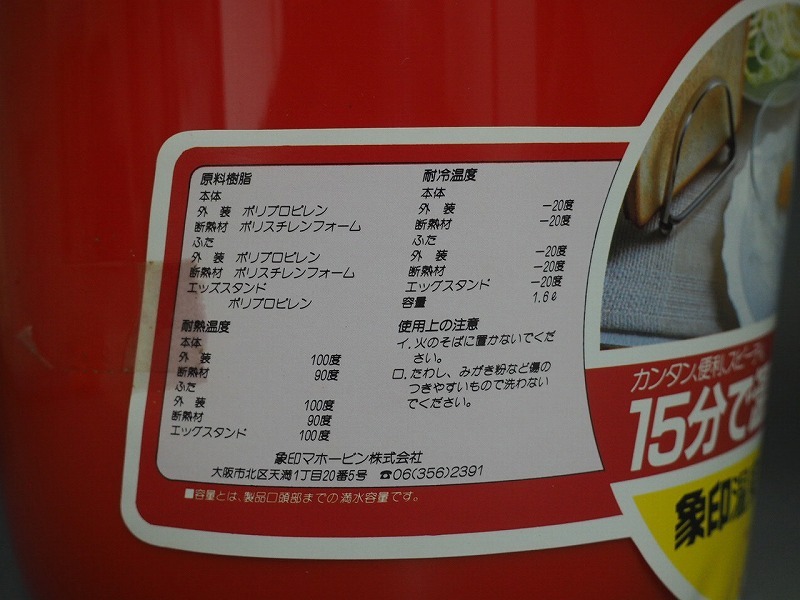 原料樹脂
本体
外 装 ポリプロピレン
断熱材 ポリスチレンフォーム
ふた
外 装 ポリプロピレン
断熱材 ポリスチレンフォーム
エッズスタンド
ポリプロピレン
耐熱温度
本体
外 装 100度
断熱材 90度
ふた
外 装 100度
断熱材 90度
エッグスタンド 100度
耐冷温度
本体
外 装 −20度
断熱材 −20度
ふた
外 装 −20度
断熱材 −20度
エッグスタンド −20度
容量 1.6ℓ
使用上の注意
イ. 火のそばに置かないでくだ
さい。
ロ. たわし、みがき粉など傷の
つきやすいもので洗わない
でください。
象印マホービン株式会社
大阪市北区天満1丁目20番5号 ☎06(356)2391
■容量とは、製品口頭部までの満水容量です。
カンタン、便利、スピーディ
15分で
象印温